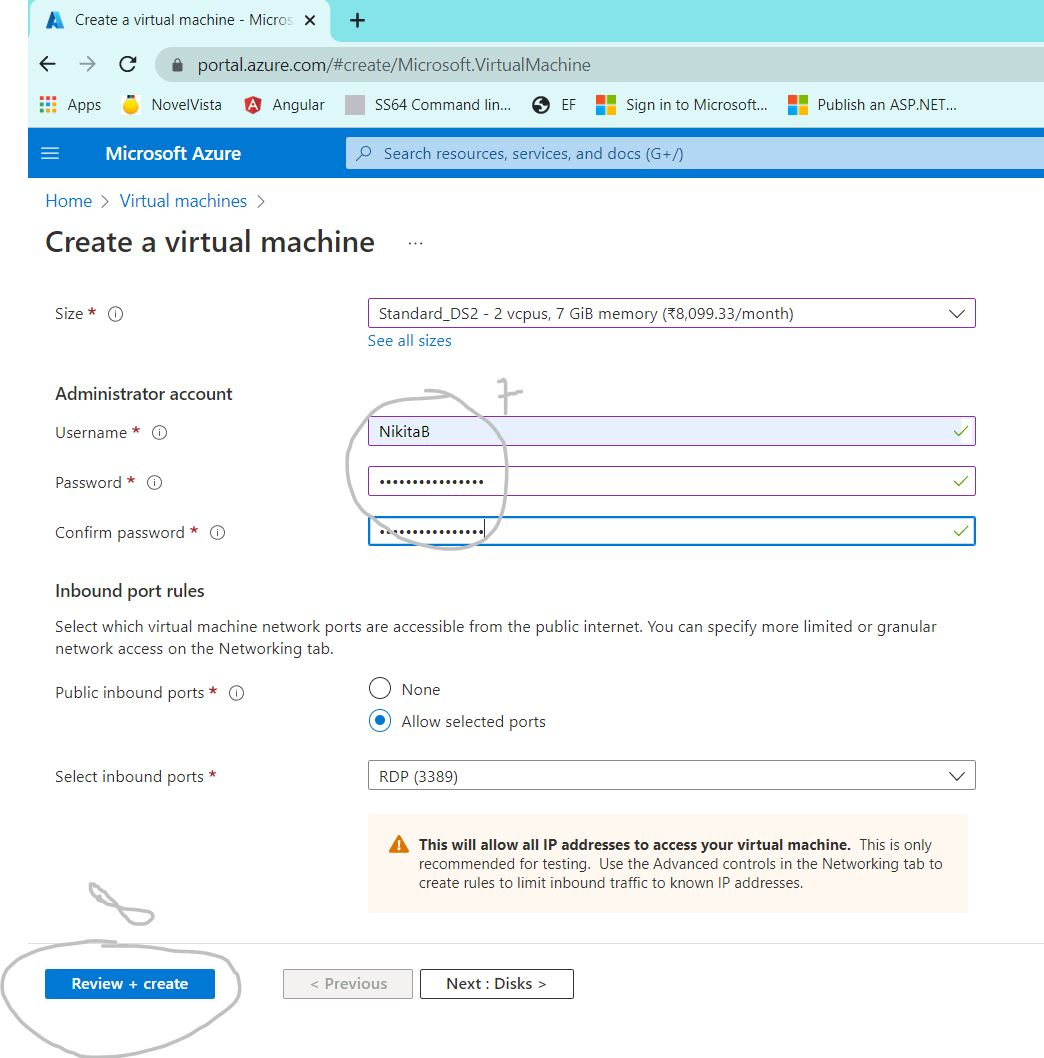 Create a virtual machine - Micros
portal.azure.com/#create/Microsoft.VirtualMachine
Apps NovelVista Angular SS64 Command lin... EF Sign in to Microsoft... Publish an ASP.NET...
Microsoft Azure Search resources, services, and docs (G+/)
Home > Virtual machines >
Create a virtual machine ...
Size * Standard_DS2 - 2 vcpus, 7 GiB memory (₹8,099.33/month)
See all sizes
7
Administrator account
Username * NikitaB
Password * ••••••••••••••••
Confirm password * ••••••••••••••••
Inbound port rules
Select which virtual machine network ports are accessible from the public internet. You can specify more limited or granular
network access on the Networking tab.
Public inbound ports * None
Allow selected ports
Select inbound ports * RDP (3389)
This will allow all IP addresses to access your virtual machine. This is only
recommended for testing. Use the Advanced controls in the Networking tab to
create rules to limit inbound traffic to known IP addresses.
8
Review + create < Previous Next : Disks >